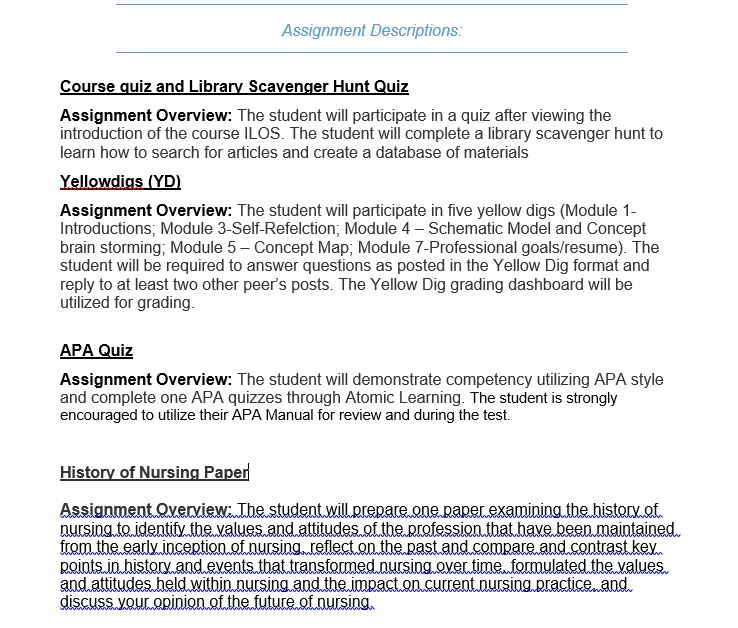 Assignment Descriptions:
Course quiz and Library Scavenger Hunt Quiz
Assignment Overview: The student will participate in a quiz after viewing the
introduction of the course ILOS. The student will complete a library scavenger hunt to
learn how to search for articles and create a database of materials
Yellowdigs (YD)
Assignment Overview: The student will participate in five yellow digs (Module 1-
Introductions; Module 3-Self-Refelction; Module 4 – Schematic Model and Concept
brain storming; Module 5 – Concept Map; Module 7-Professional goals/resume). The
student will be required to answer questions as posted in the Yellow Dig format and
reply to at least two other peer’s posts. The Yellow Dig grading dashboard will be
utilized for grading.
APA Quiz
Assignment Overview: The student will demonstrate competency utilizing APA style
and complete one APA quizzes through Atomic Learning. The student is strongly
encouraged to utilize their APA Manual for review and during the test.
History of Nursing Paper
Assignment Overview: The student will prepare one paper examining the history of
nursing to identify the values and attitudes of the profession that have been maintained
from the early inception of nursing, reflect on the past and compare and contrast key
points in history and events that transformed nursing over time, formulated the values
and attitudes held within nursing and the impact on current nursing practice, and
discuss your opinion of the future of nursing.